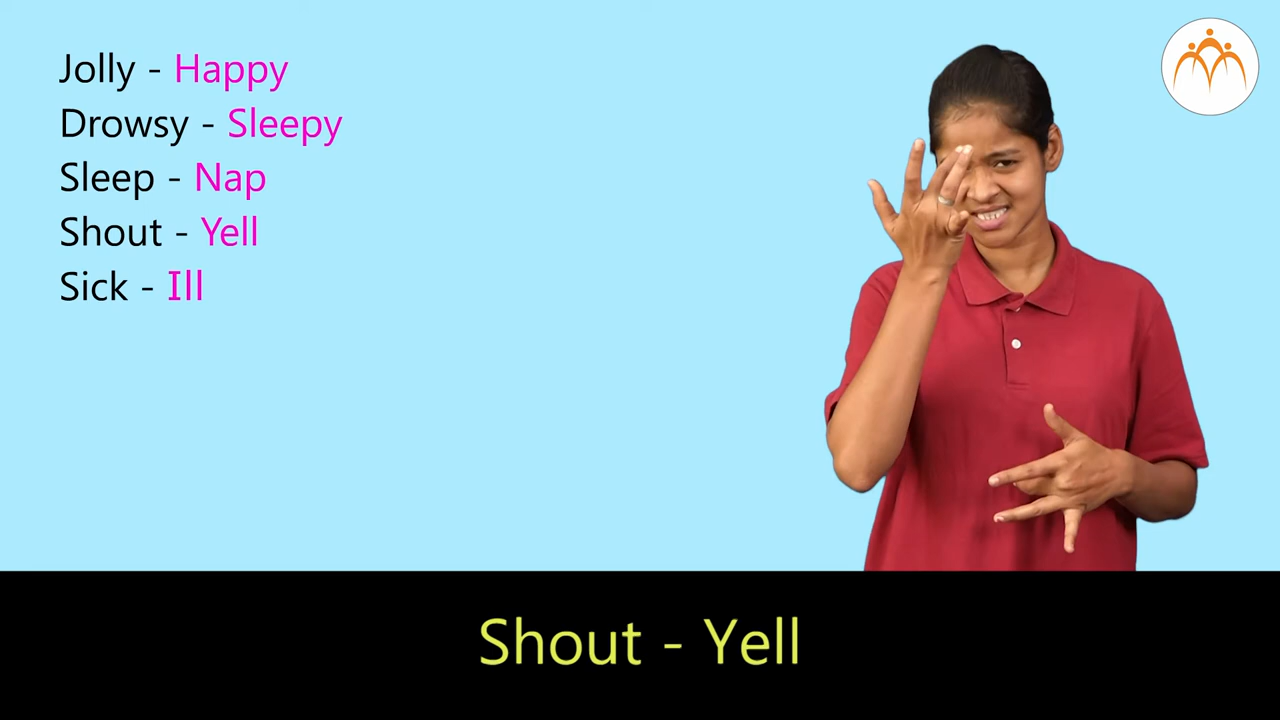 Jolly - Happy
Drowsy - Sleepy
Sleep - Nap
Shout - Yell
Sick - Ill
Shout - Yell